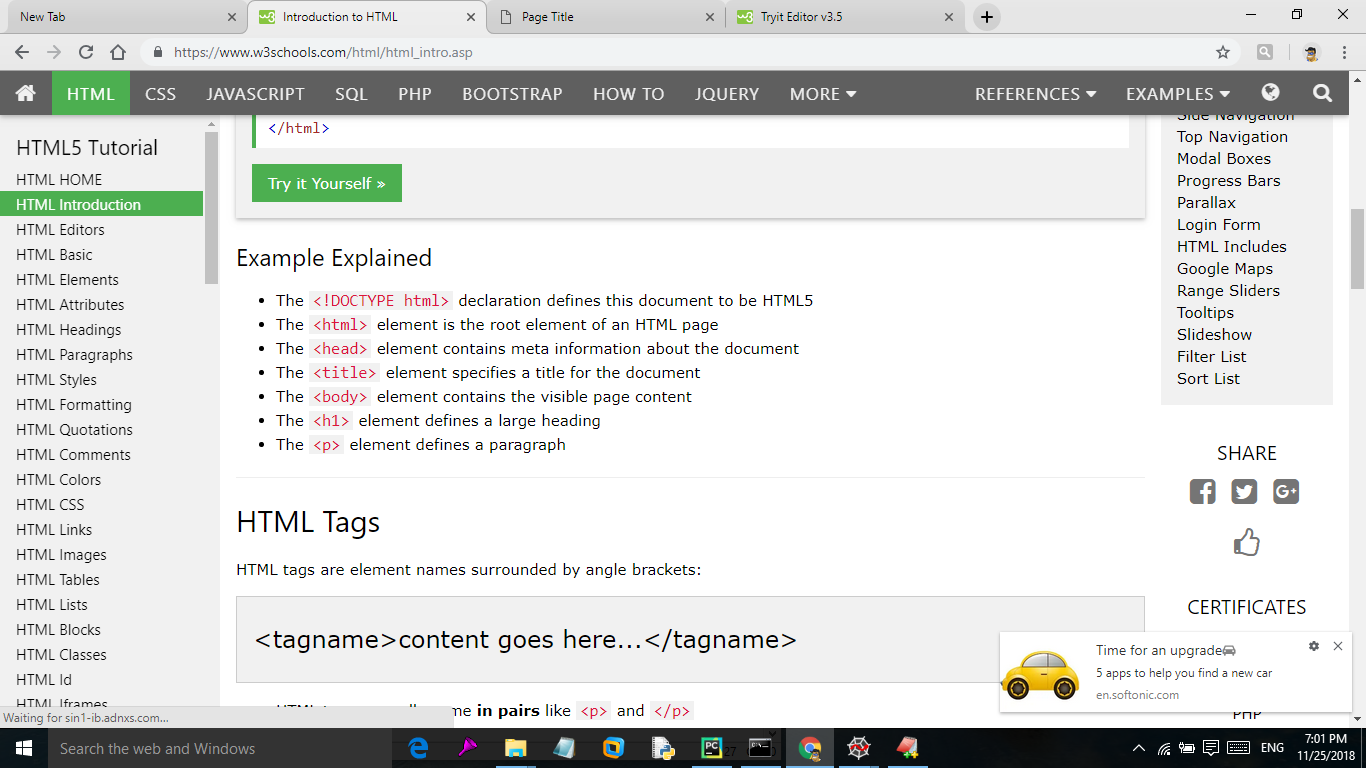 New Tab
Introduction to HTML
Page Title
Tryit Editor v3.5
https://www.w3schools.com/html/html_intro.asp
HTML CSS JAVASCRIPT SQL PHP BOOTSTRAP HOW TO JQUERY MORE REFERENCES EXAMPLES
HTML5 Tutorial
HTML HOME
HTML Introduction
HTML Editors
HTML Basic
HTML Elements
HTML Attributes
HTML Headings
HTML Paragraphs
HTML Styles
HTML Formatting
HTML Quotations
HTML Comments
HTML Colors
HTML CSS
HTML Links
HTML Images
HTML Tables
HTML Lists
HTML Blocks
HTML Classes
HTML Id
HTML Iframes
</html>
Try it Yourself »
Example Explained
The <!DOCTYPE html> declaration defines this document to be HTML5
The <html> element is the root element of an HTML page
The <head> element contains meta information about the document
The <title> element specifies a title for the document
The <body> element contains the visible page content
The <h1> element defines a large heading
The <p> element defines a paragraph
HTML Tags
HTML tags are element names surrounded by angle brackets:
<tagname>content goes here...</tagname>
in pairs like <p> and </p>
Side Navigation
Top Navigation
Modal Boxes
Progress Bars
Parallax
Login Form
HTML Includes
Google Maps
Range Sliders
Tooltips
Slideshow
Filter List
Sort List
SHARE
CERTIFICATES
Time for an upgrade
5 apps to help you find a new car
en.softonic.com
PHP
Waiting for sin1-ib.adnxs.com...
Search the web and Windows
ENG
7:01 PM
11/25/2018